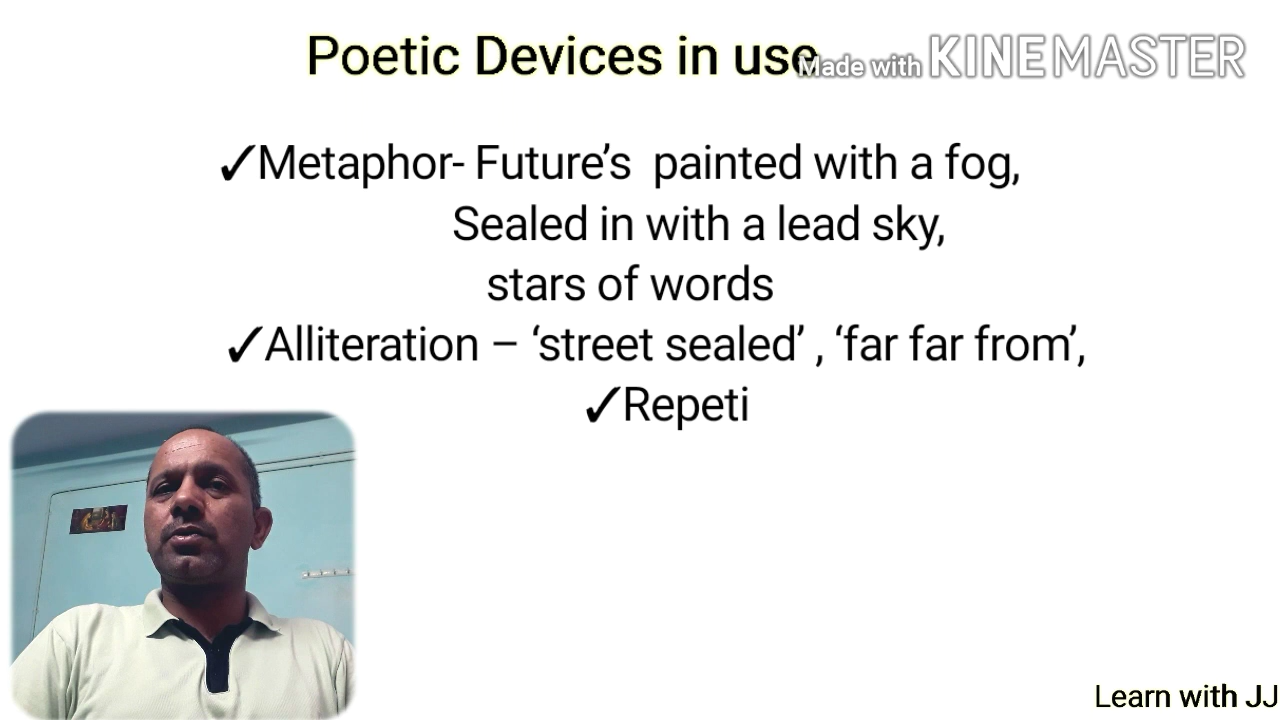 Poetic Devices in use
Made with KINEMASTER
✓Metaphor- Future’s painted with a fog,
Sealed in with a lead sky,
stars of words
✓Alliteration – ‘street sealed’ , ‘far far from’,
✓Repeti
Learn with JJ